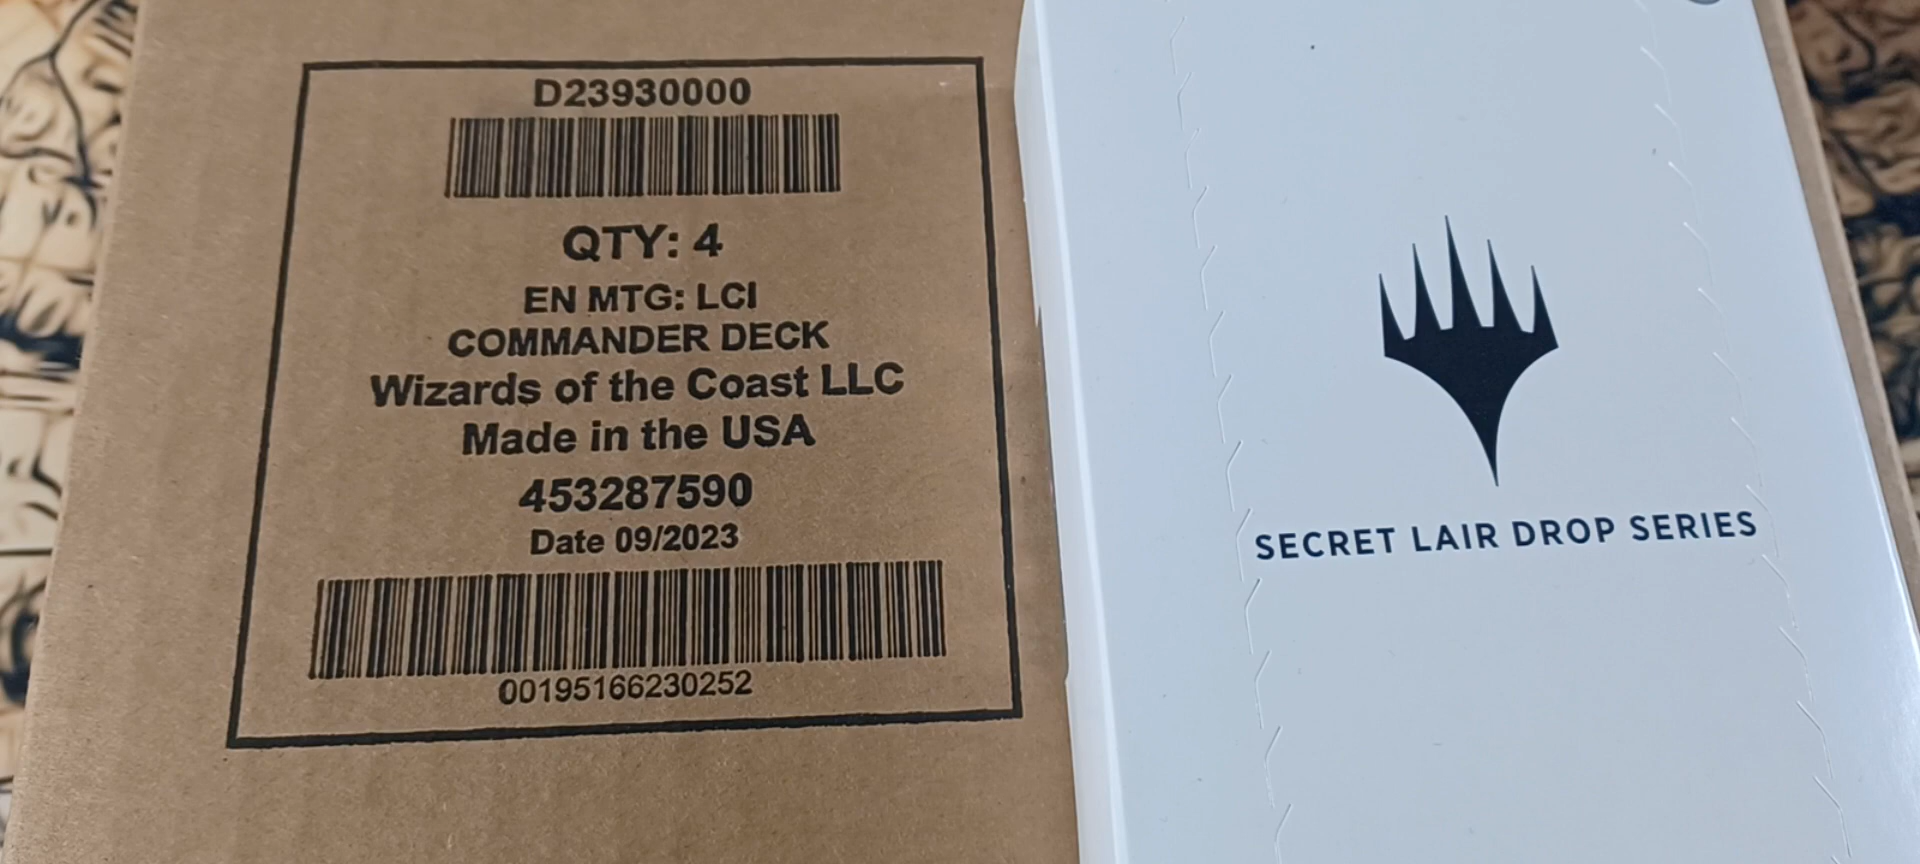 D23930000
QTY: 4
EN MTG: LCI
COMMANDER DECK
Wizards of the Coast LLC
Made in the USA
453287590
Date 09/2023
00195166230252
SECRET LAIR DROP SERIES